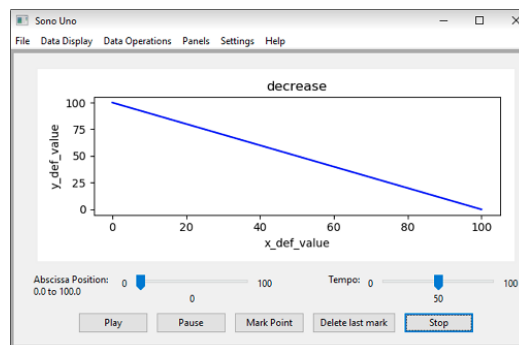 Sono Uno
File Data Display Data Operations Panels Settings Help
decrease
100
75
50
25
0
y_def_value
0 20 40 60 80 100
x_def_value
Abscissa Position: 0 100 Tempo: 0 100
0.0 to 100.0
0 50
Play Pause Mark Point Delete last mark Stop